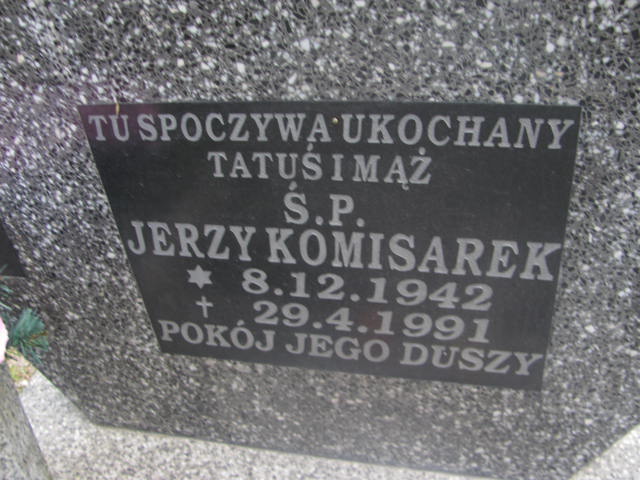 TU SPOCZYWA UKOCHANY
TATUŚ I MĄŻ
Ś.P.
JERZY KOMISAREK
8.12.1942
29.4.1991
POKÓJ JEGO DUSZY